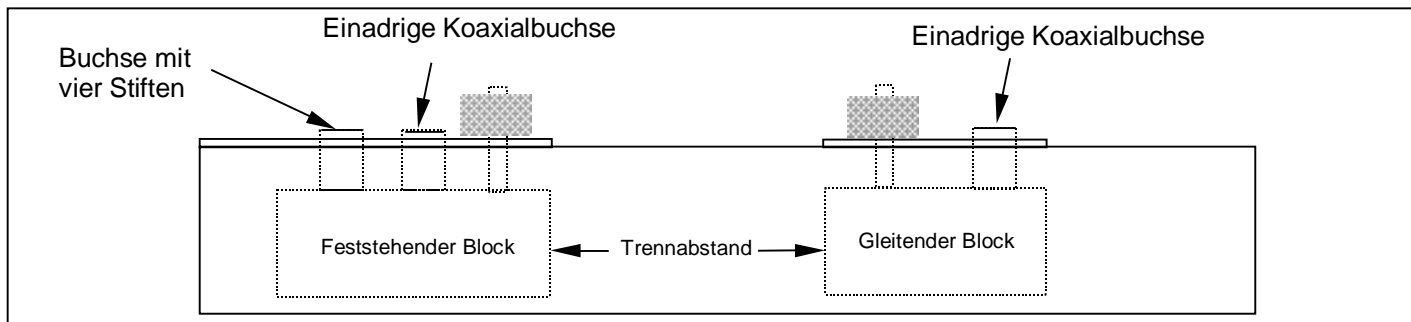 Einadrige Koaxialbuchse
Einadrige Koaxialbuchse
Buchse mit
vier Stiften
Feststehender Block
Trennabstand
Gleitender Block